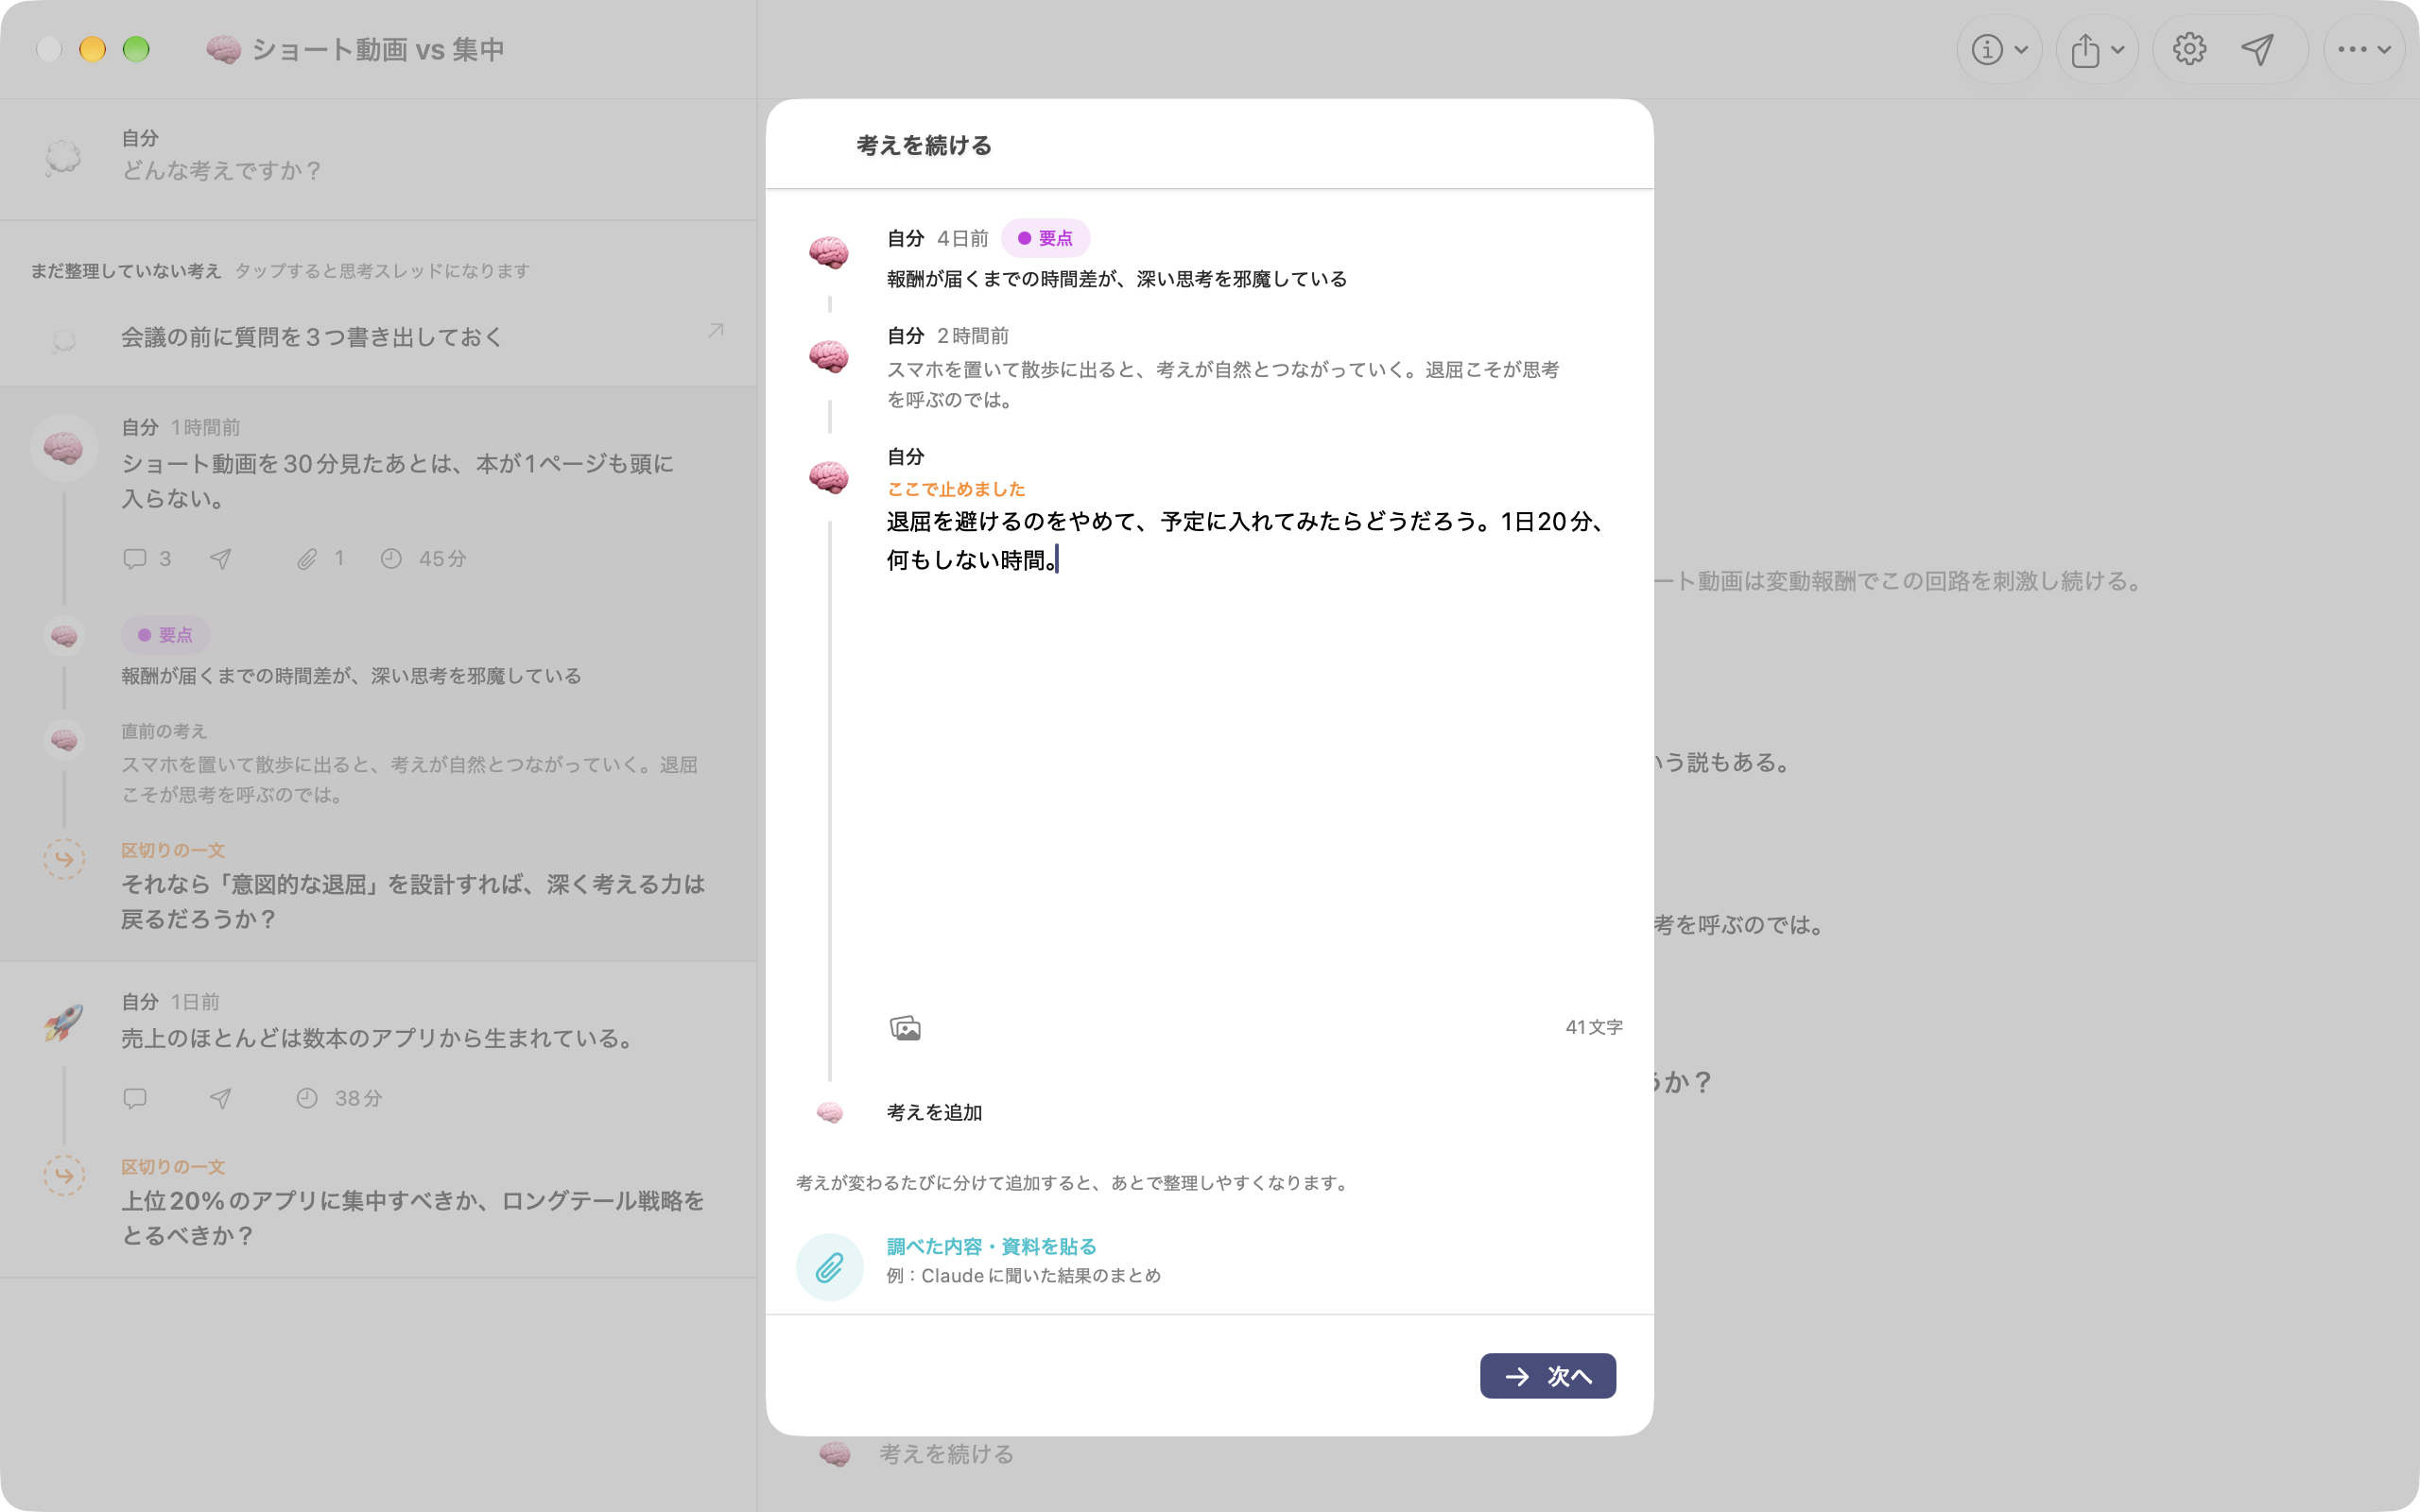 ショート動画 vs 集中
自分
どんな考えですか？
まだ整理していない考え タップすると思考スレッドになります
会議の前に質問を3つ書き出しておく
自分 1時間前
ショート動画を30分見たあとは、本が1ページも頭に
入らない。
3 1 45分
要点
報酬が届くまでの時間差が、深い思考を邪魔している
直前の考え
スマホを置いて散歩に出ると、考えが自然とつながっていく。退屈
こそが思考を呼ぶのでは。
区切りの一文
それなら「意図的な退屈」を設計すれば、深く考える力は
戻るだろうか？
自分 1日前
売上のほとんどは数本のアプリから生まれている。
38分
区切りの一文
上位20%のアプリに集中すべきか、ロングテール戦略を
とるべきか？
考えを続ける
自分 4日前 要点
報酬が届くまでの時間差が、深い思考を邪魔している
自分 2時間前
スマホを置いて散歩に出ると、考えが自然とつながっていく。退屈こそが思考
を呼ぶのでは。
自分
ここで止めました
退屈を避けるのをやめて、予定に入れてみたらどうだろう。1日20分、
何もしない時間。
41文字
考えを追加
考えが変わるたびに分けて追加すると、あとで整理しやすくなります。
調べた内容・資料を貼る
例：Claudeに聞いた結果のまとめ
次へ
ート動画は変動報酬でこの回路を刺激し続ける。
いう説もある。
考を呼ぶのでは。
うか？
考えを続ける